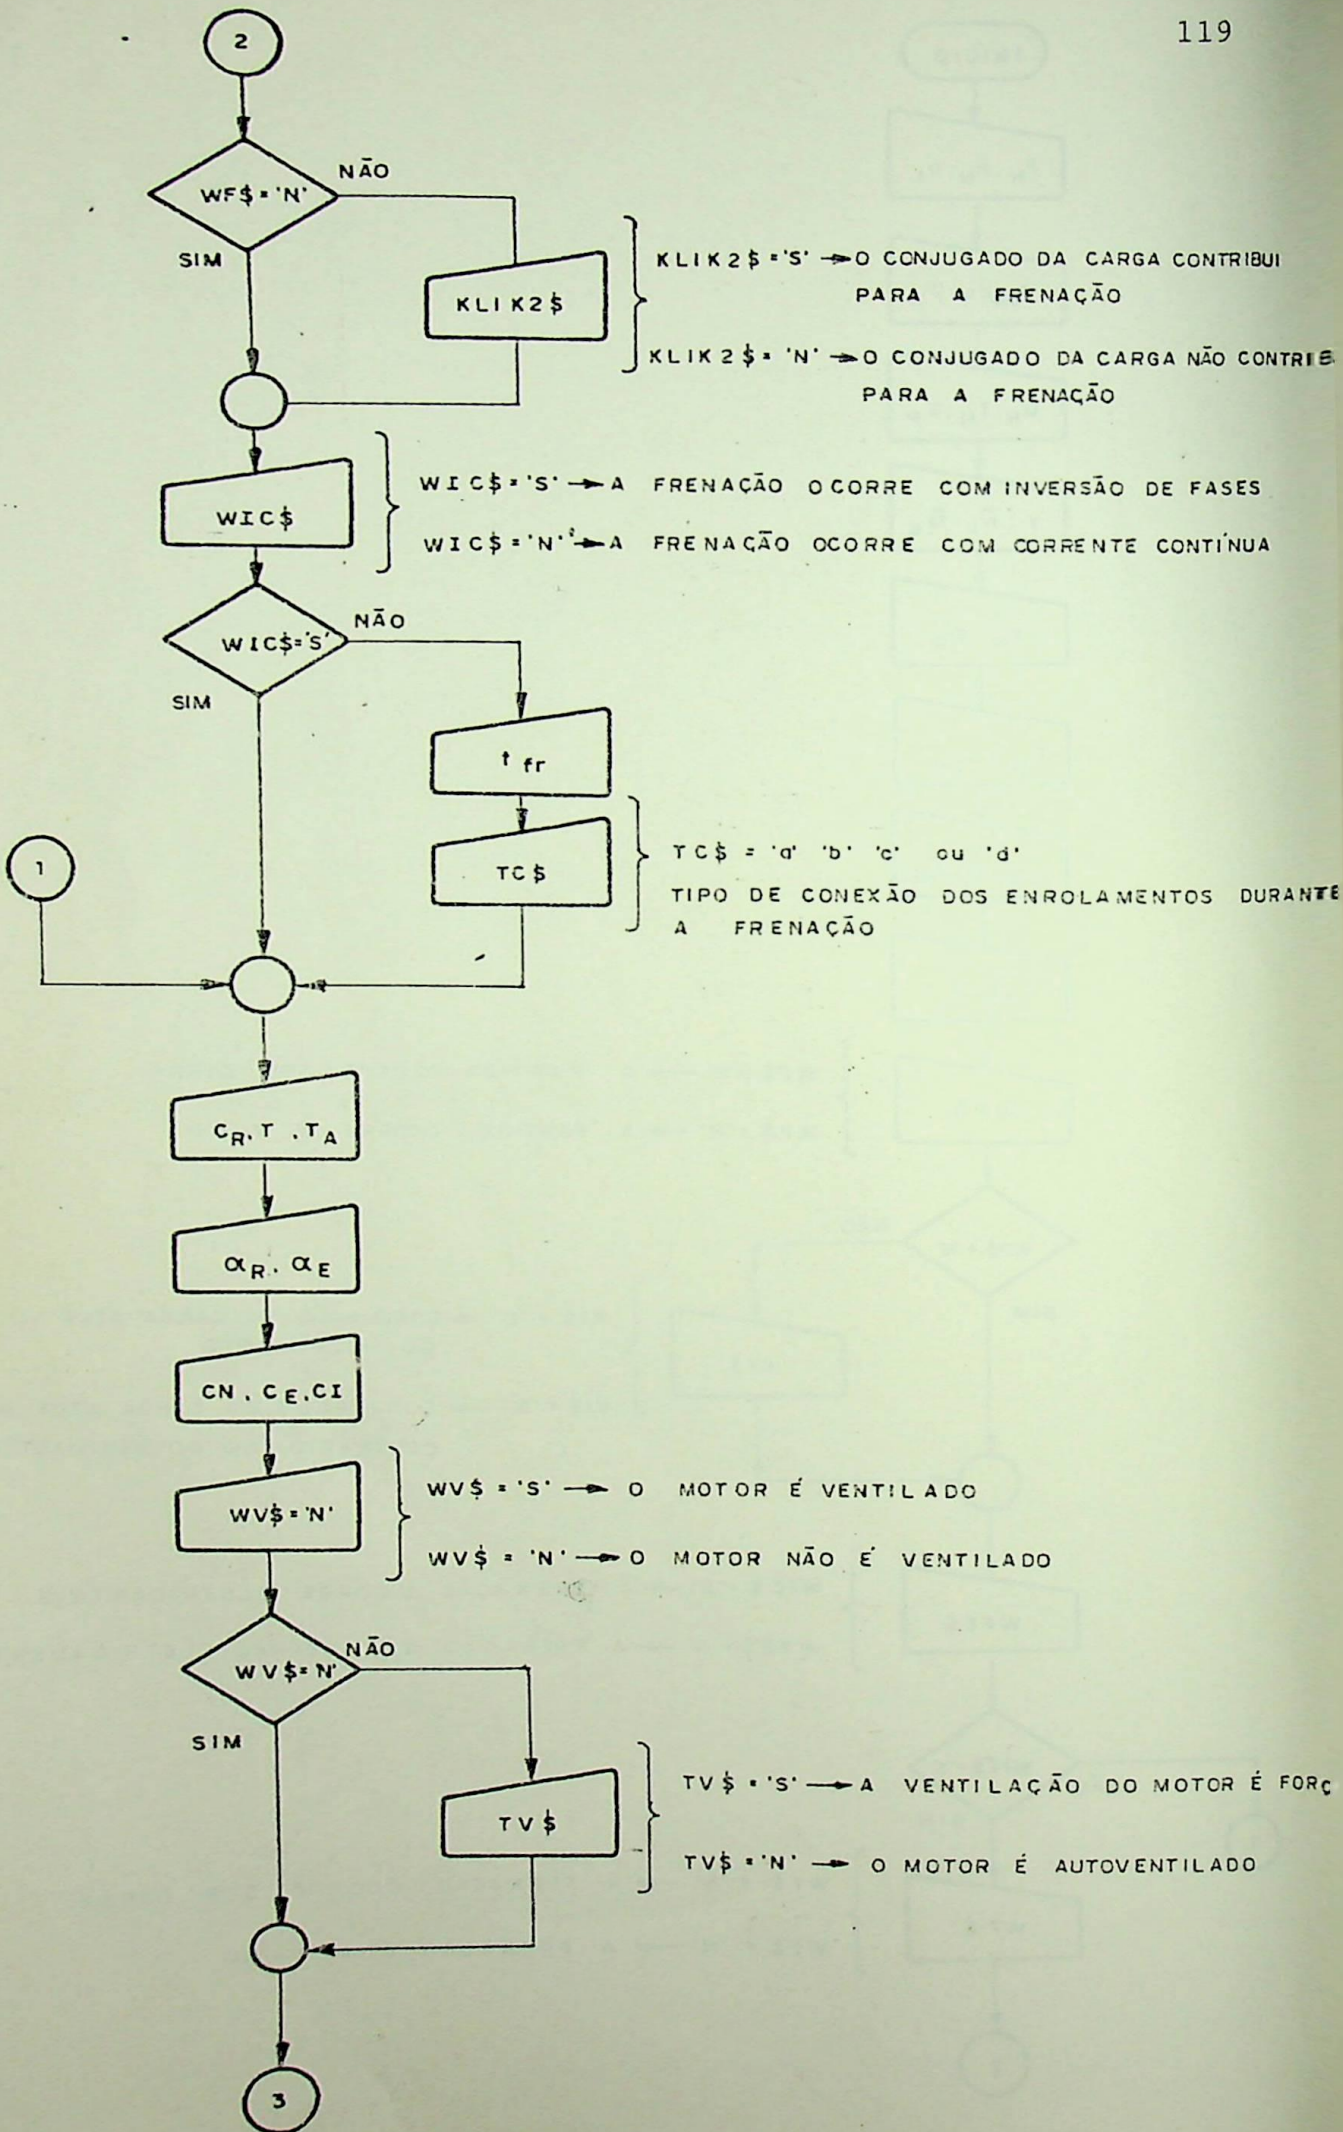 119
2
WF$='N'
NÃO
SIM
KLIK2$
KLIK2$='S' → O CONJUGADO DA CARGA CONTRIBUI
PARA A FRENAÇÃO
KLIK2$='N' → O CONJUGADO DA CARGA NÃO
PARA A FRENAÇÃO
WIC$
WIC$='S' → A FRENAÇÃO OCORRE COM INVERSÃO DE FASES
WIC$='N' → A FRENAÇÃO OCORRE COM CORRENTE CONTÍNUA
WIC$='S'
NÃO
SIM
t fr
TC$
TC$ = 'a' 'b' 'c' ou 'd'
TIPO DE CONEXÃO DOS ENROLAMENTOS DURANTE
A FRENAÇÃO
1
CR, T, TA
αR, αE
CN, CE, CI
WV$='N'
WV$ = 'S' → O MOTOR É VENTILADO
WV$ = 'N' → O MOTOR NÃO É VENTILADO
WV$='N'
NÃO
SIM
TV$
TV$ = 'S' → A VENTILAÇÃO DO MOTOR É
TV$ = 'N' → O MOTOR É AUTOVENTILADO
3